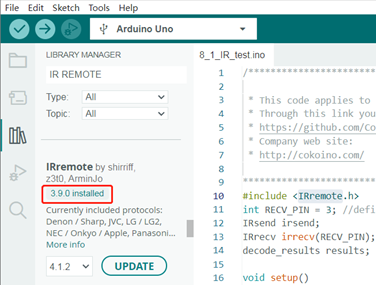 File Edit Sketch Tools Help
Arduino Uno
LIBRARY MANAGER
IR REMOTE
Type: All
Topic: All
IRremote by shirriff,
z3t0, ArminJo
3.9.0 installed
Currently included protocols:
Denon / Sharp, JVC, LG / LG2,
NEC / Onkyo / Apple, Panasoni...
More info
4.1.2 UPDATE
8_1_IR_test.ino
1 /******************************
2
3 * This code applies to
4 * Through this link you
5 * https://github.com/Co
6 * Company web site:
7 * http://cokoino.com/
8
9 ******************************
10 #include <IRremote.h>
11 int RECV_PIN = 3; //defi
12 IRsend irsend;
13 IRrecv irrecv(RECV_PIN);
14 decode_results results;
15
16 void setup()